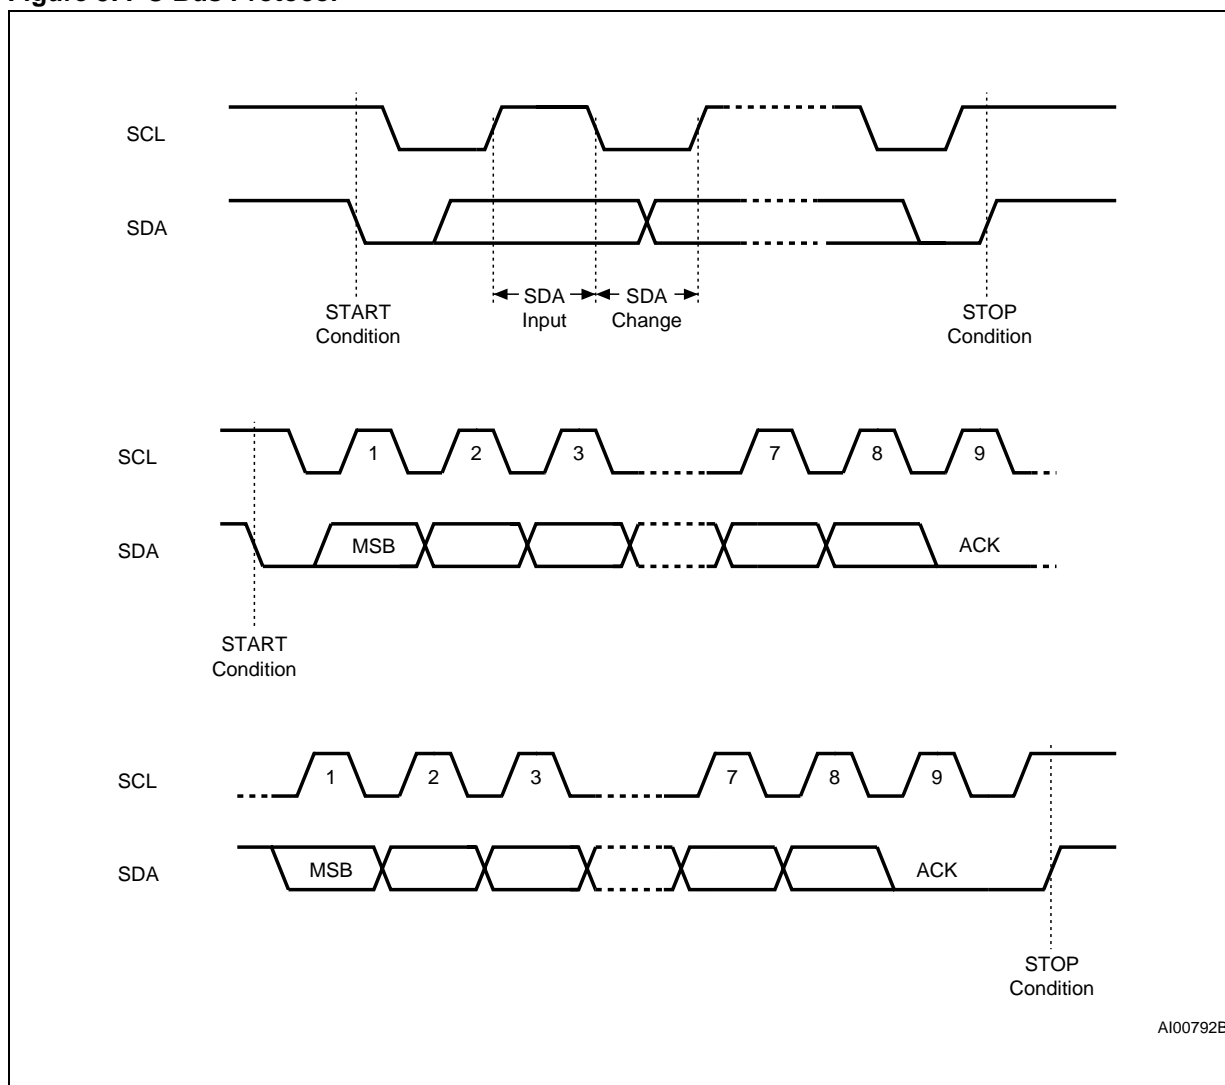 SCL
SDA
START
Condition
SDA
Input
SDA
Change
STOP
Condition
SCL
1 2 3 7 8 9
SDA
MSB
ACK
START
Condition
SCL
1 2 3 7 8 9
SDA
MSB
ACK
STOP
Condition
AI00792B